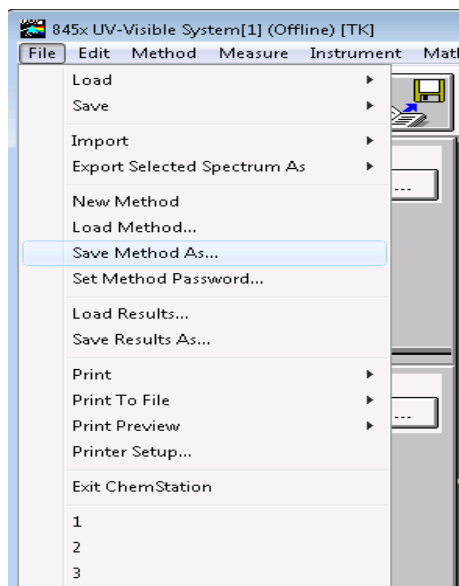 845x UV-Visible System[1] (Offline) [TK]
File Edit Method Measure Instrument Math
Load
Save
Import
Export Selected Spectrum As
New Method
Load Method...
Save Method As...
Set Method Password...
Load Results...
Save Results As...
Print
Print To File
Print Preview
Printer Setup...
Exit ChemStation
1
2
3
...
...